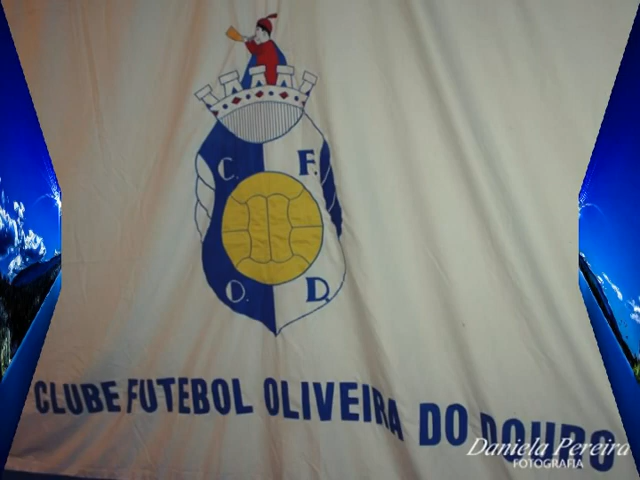 C. F.
O. D.
CLUBE FUTEBOL OLIVEIRA DO DOURO
Daniela Pereira
FOTOGRAFIA